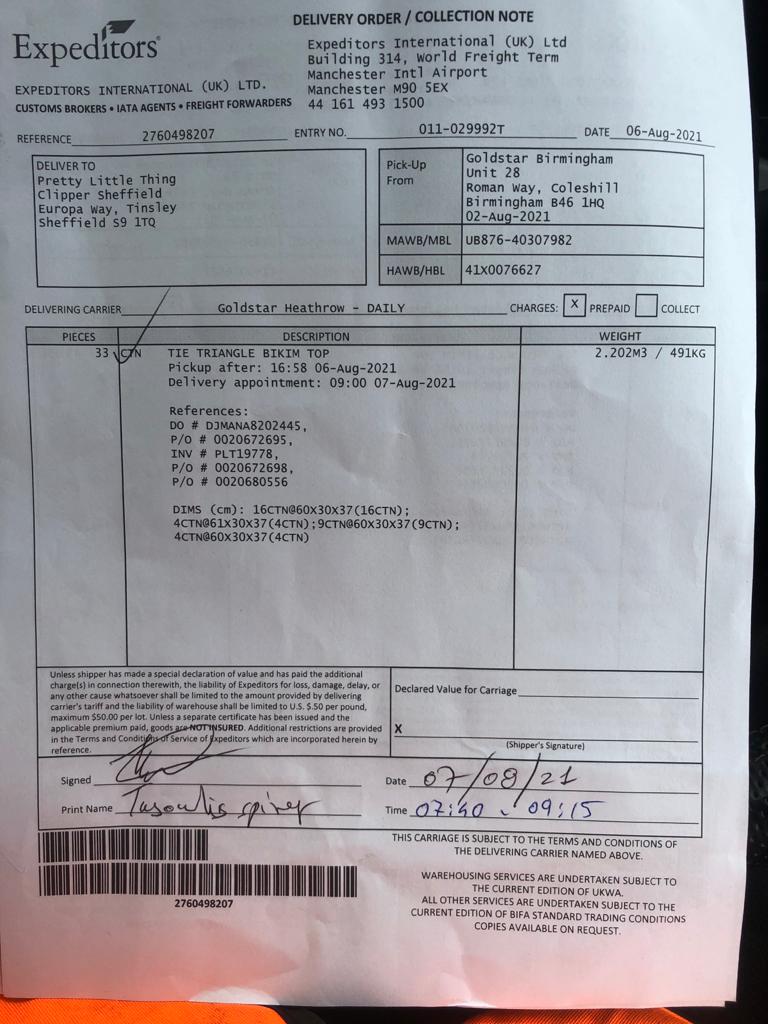 DELIVERY ORDER / COLLECTION NOTE
Expeditors
EXPEDITORS INTERNATIONAL (UK) LTD.
CUSTOMS BROKERS • IATA AGENTS • FREIGHT FORWARDERS
Expeditors International (UK) Ltd
Building 314, World Freight Term
Manchester Intl Airport
Manchester M90 5EX
44 161 493 1500
REFERENCE 2760498207 ENTRY NO. 011-029992T DATE 06-Aug-2021
DELIVER TO
Pretty Little Thing
Clipper Sheffield
Europa Way, Tinsley
Sheffield S9 1TQ
Pick-Up From
Goldstar Birmingham
Unit 28
Roman Way, Coleshill
Birmingham B46 1HQ
02-Aug-2021
MAWB/MBL UB876-40307982
HAWB/HBL 41X0076627
DELIVERING CARRIER Goldstar Heathrow - DAILY CHARGES: X PREPAID COLLECT
PIECES DESCRIPTION WEIGHT
33 CTN TIE TRIANGLE BIKIM TOP 2.202M3 / 491KG
Pickup after: 16:58 06-Aug-2021
Delivery appointment: 09:00 07-Aug-2021
References:
DO # DJMANA8202445,
P/O # 0020672695,
INV # PLT19778,
P/O # 0020672698,
P/O # 0020680556
DIMS (cm): 16CTN@60X30X37(16CTN);
4CTN@61X30X37(4CTN);9CTN@60X30X37(9CTN);
4CTN@60X30X37(4CTN)
Unless shipper has made a special declaration of value and has paid the additional
charge(s) in connection therewith, the liability of Expeditors for loss, damage, delay, or
any other cause whatsoever shall be limited to the amount provided by delivering
carrier's tariff and the liability of warehouse shall be limited to U.S. $.50 per pound,
maximum $50.00 per lot. Unless a separate certificate has been issued and the
applicable premium paid, goods are NOT INSURED. Additional restrictions are provided
in the Terms and Conditions of Service of Expeditors which are incorporated herein by
reference.
Declared Value for Carriage
X
(Shipper's Signature)
Signed
Print Name
Date 07/08/21
Time 07:40 - 09:15
2760498207
THIS CARRIAGE IS SUBJECT TO THE TERMS AND CONDITIONS OF
THE DELIVERING CARRIER NAMED ABOVE.
WAREHOUSING SERVICES ARE UNDERTAKEN SUBJECT TO
THE CURRENT EDITION OF UKWA.
ALL OTHER SERVICES ARE UNDERTAKEN SUBJECT TO THE
CURRENT EDITION OF BIFA STANDARD TRADING CONDITIONS
COPIES AVAILABLE ON REQUEST.